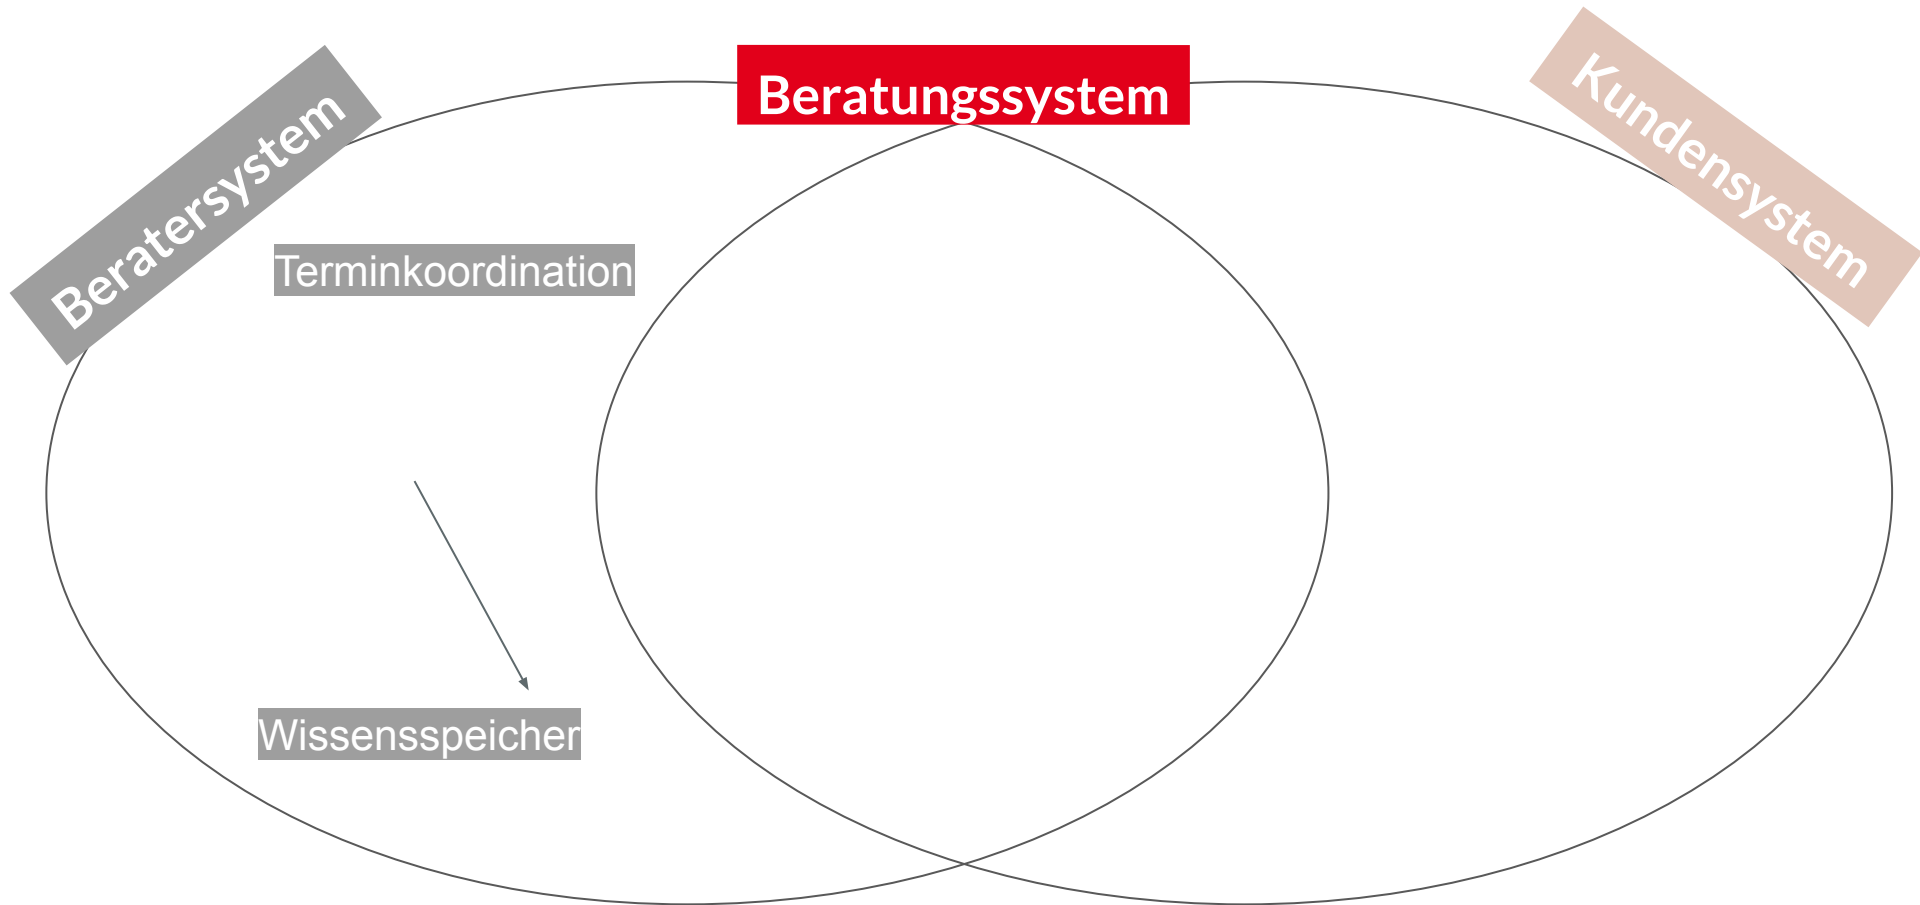 Beratungssystem
Beratersystem
Kundensystem
Terminkoordination
Wissensspeicher